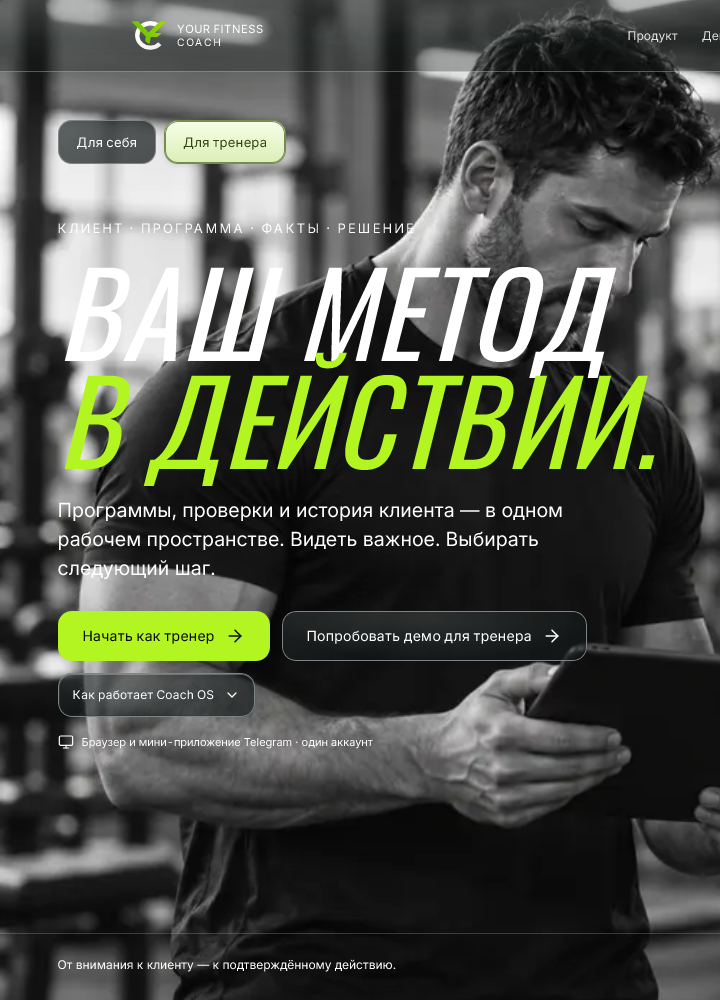 YOUR FITNESS
COACH
Продукт
Для себя
Для тренера
КЛИЕНТ · ПРОГРАММА · ФАКТЫ · РЕШЕНИЕ
ВАШ МЕТОД
В ДЕЙСТВИИ.
Программы, проверки и история клиента — в одном
рабочем пространстве. Видеть важное. Выбирать
следующий шаг.
Начать как тренер
Попробовать демо для тренера
Как работает Coach OS
Браузер и мини-приложение Telegram · один аккаунт
От внимания к клиенту — к подтверждённому действию.